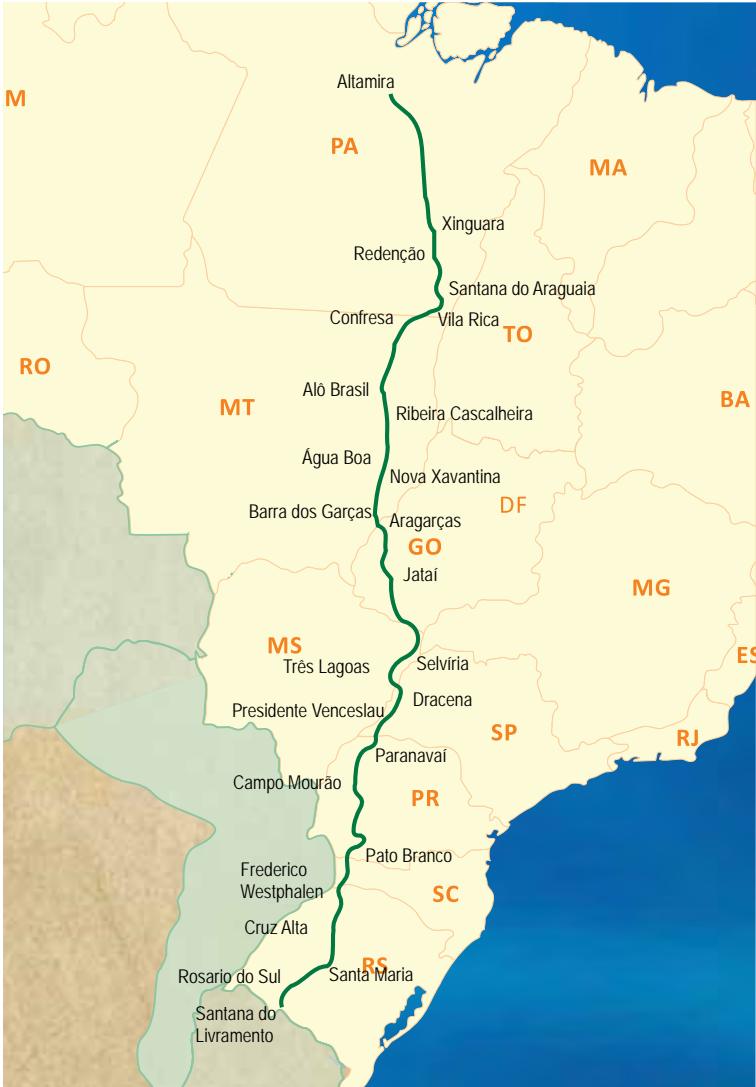 Altamira
M
PA
MA
Xinguara
Redenção
Santana do Araguaia
Confresa
Vila Rica
TO
RO
MT
Alô Brasil
BA
Ribeira Cascalheira
Água Boa
Nova Xavantina
DF
Barra dos Garças
Aragarças
GO
Jataí
MG
MS
ES
Três Lagoas
Selvíria
Dracena
Presidente Venceslau
SP
RJ
Paranavaí
Campo Mourão
PR
Pato Branco
Frederico
Westphalen
SC
Cruz Alta
RS
Rosario do Sul
Santa Maria
Santana do
Livramento